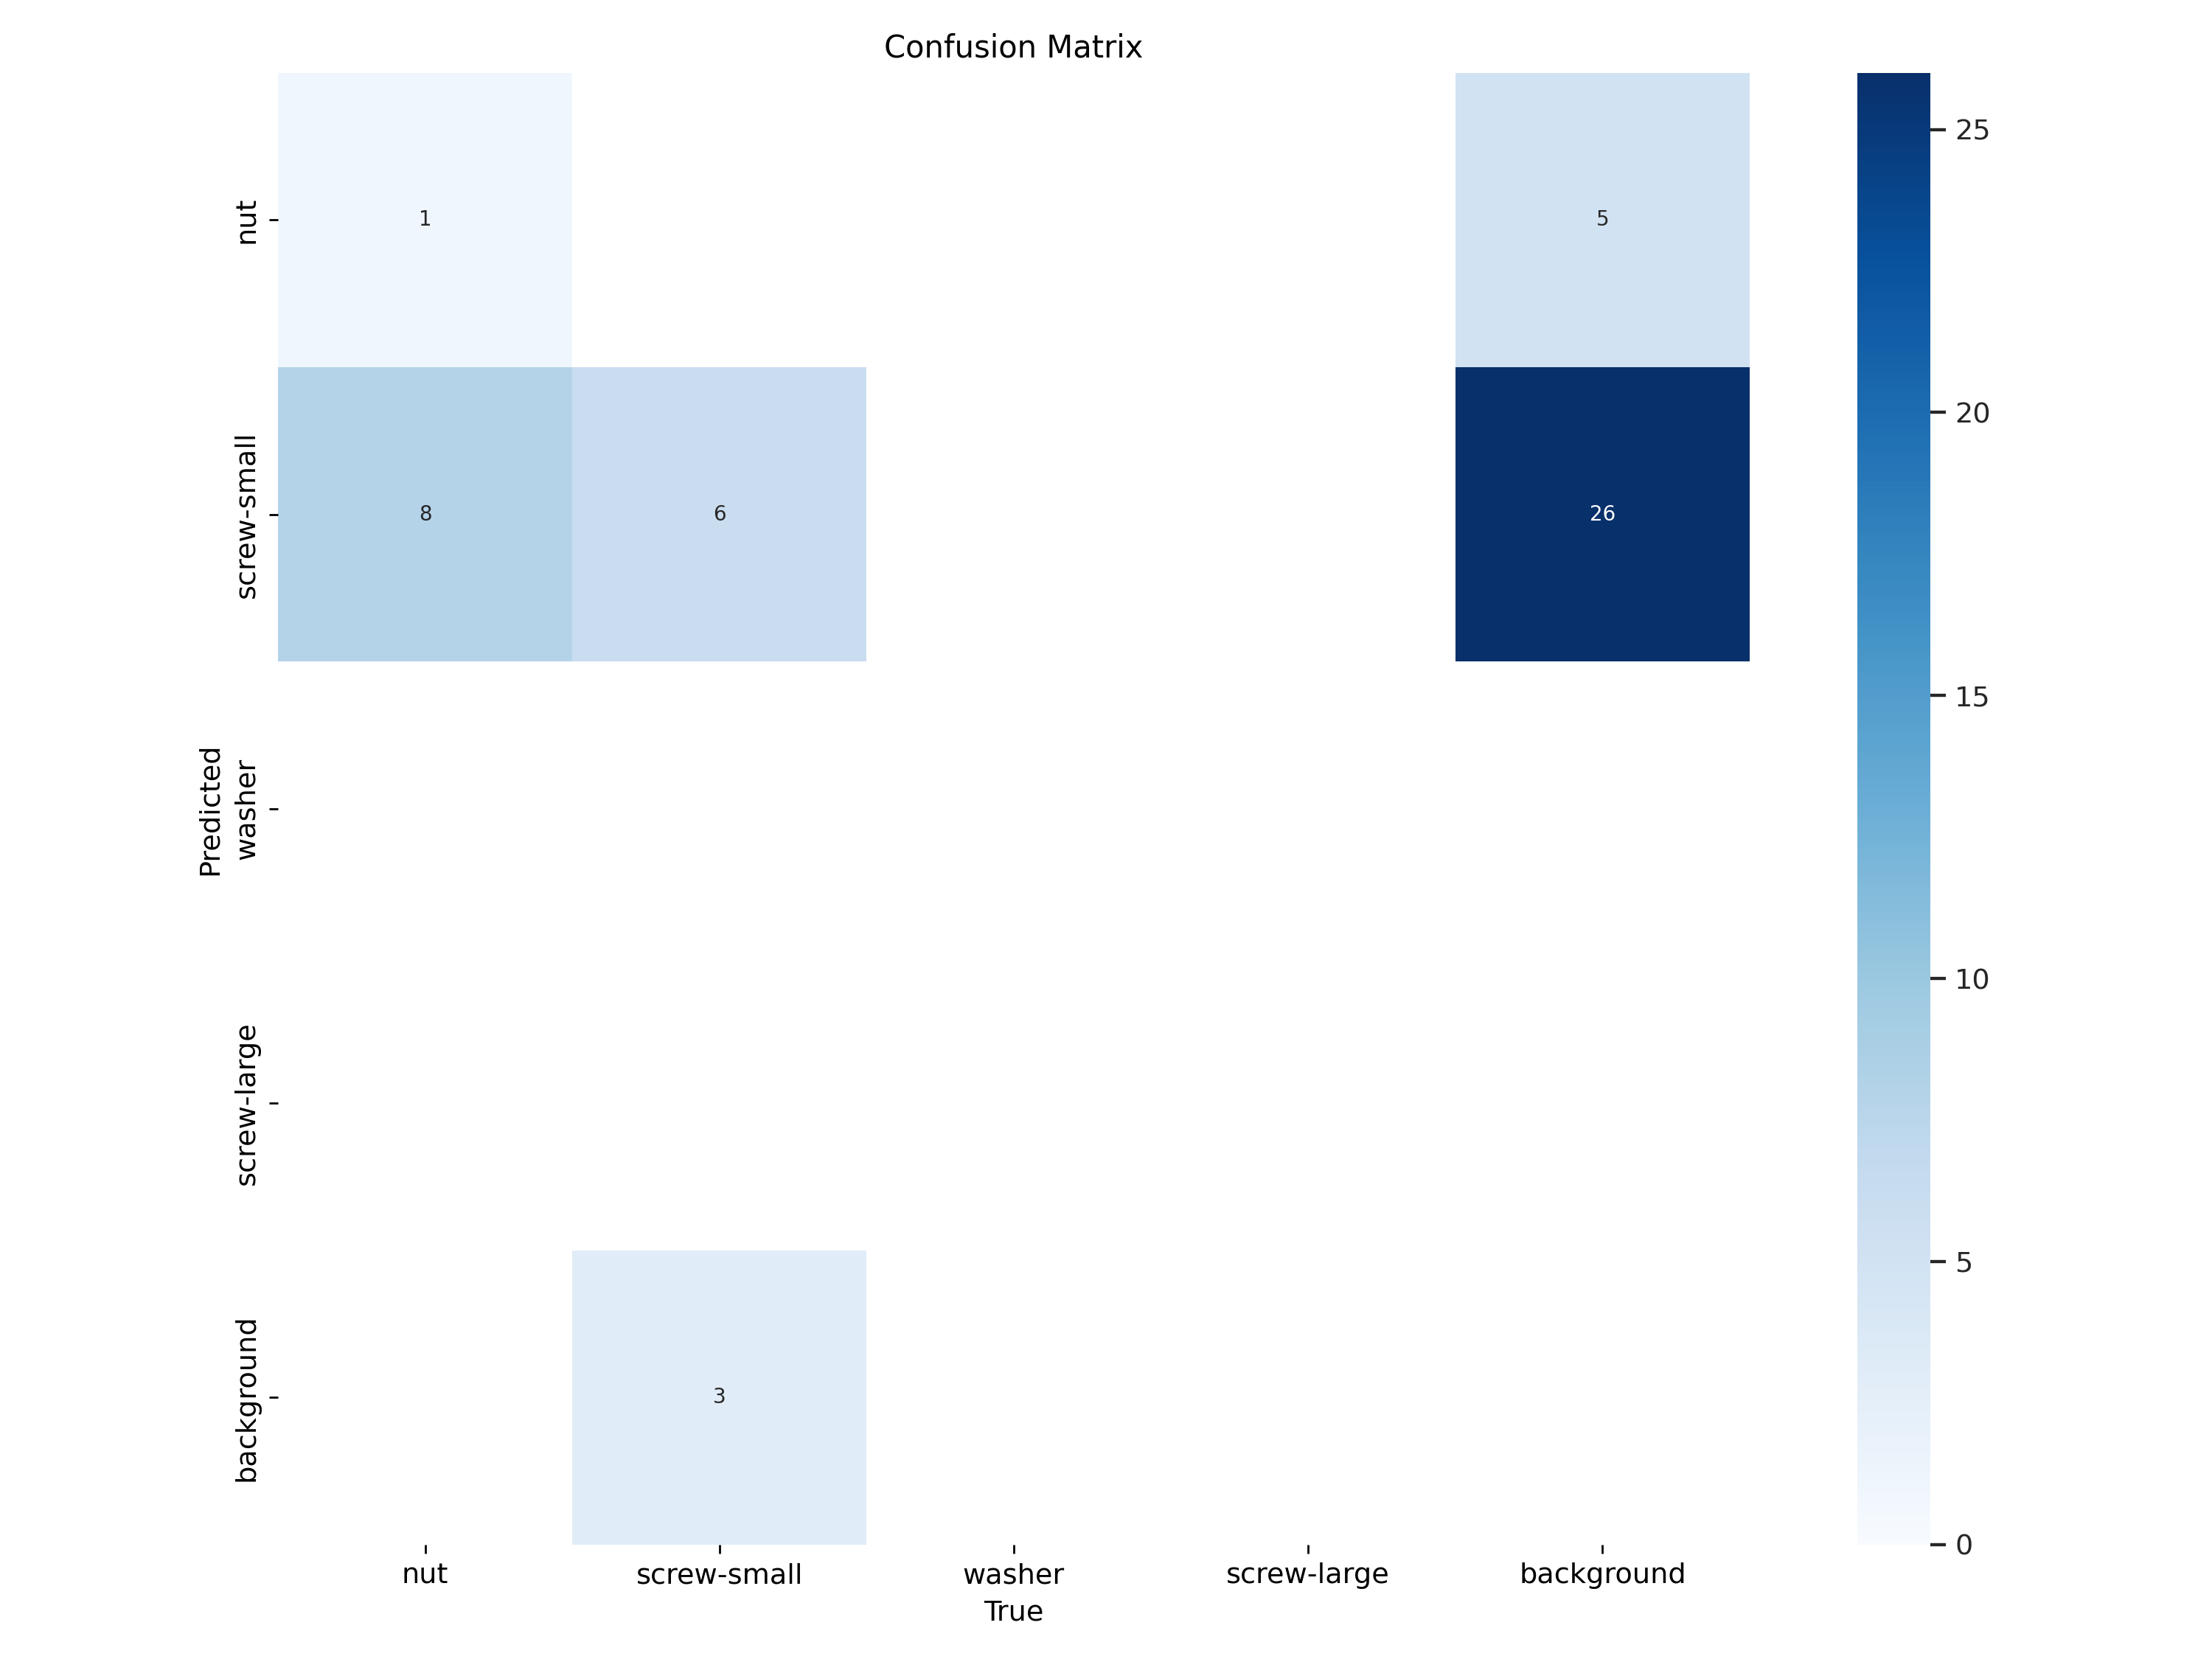 Confusion Matrix
nut
1
5
25
20
screw-small
8
6
26
15
Predicted
washer
10
screw-large
5
background
3
0
nut
screw-small
washer
screw-large
background
True